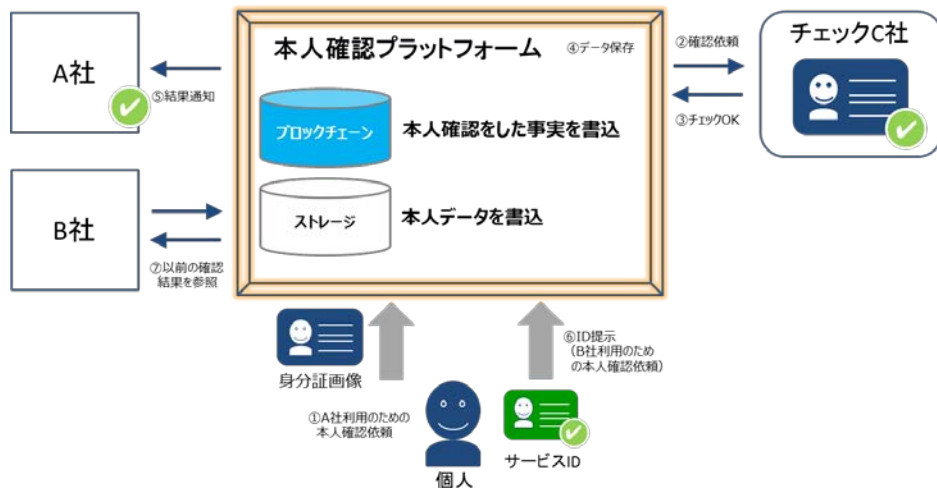 A社
⑤結果通知
B社
⑦以前の確認
結果を参照
本人確認プラットフォーム
④データ保存
ブロックチェーン
本人確認をした事実を書込
ストレージ
本人データを書込
②確認依頼
③チェックOK
チェックC社
身分証画像
①A社利用のための
本人確認依頼
個人
⑥ID提示
(B社利用のため
の本人確認依頼)
サービスID